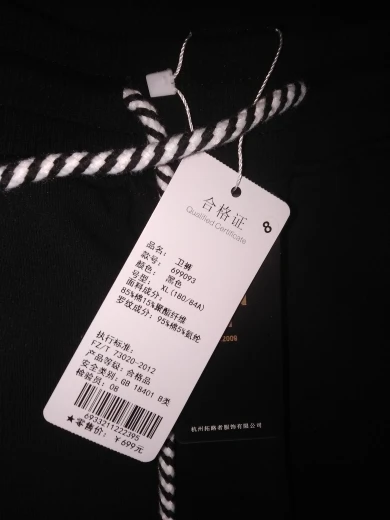 合格证
Qualified Certificate
8
品名： 卫裤
款号： 699093
颜色： 黑色
号型： XL(180/84A)
面料成分：
85%棉15%聚酯纤维
罗纹成分：95%棉5%氨纶
执行标准：
FZ/T 73020-2012
产品等级：合格品
安全类别：GB 18401 B类
检验员：08
6933211222395
★零售价：￥699元
杭州拓路者服饰有限公司